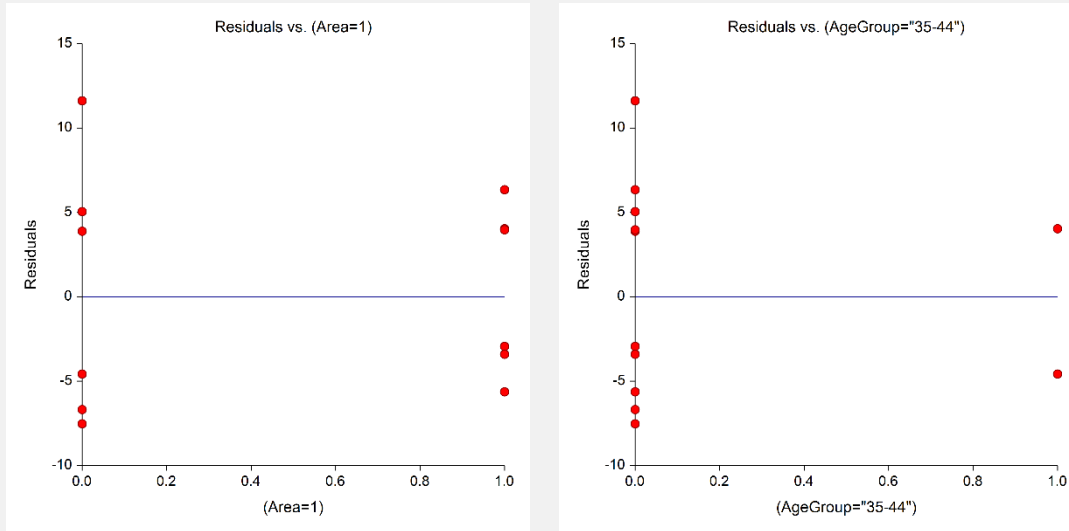 Residuals vs. (Area=1)
15
10
5
0
-5
-10
Residuals
0.0 0.2 0.4 0.6 0.8 1.0
(Area=1)
Residuals vs. (AgeGroup="35-44")
15
10
5
0
-5
-10
Residuals
0.0 0.2 0.4 0.6 0.8 1.0
(AgeGroup="35-44")